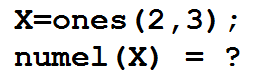 X=ones(2,3);
numel(X) = ?